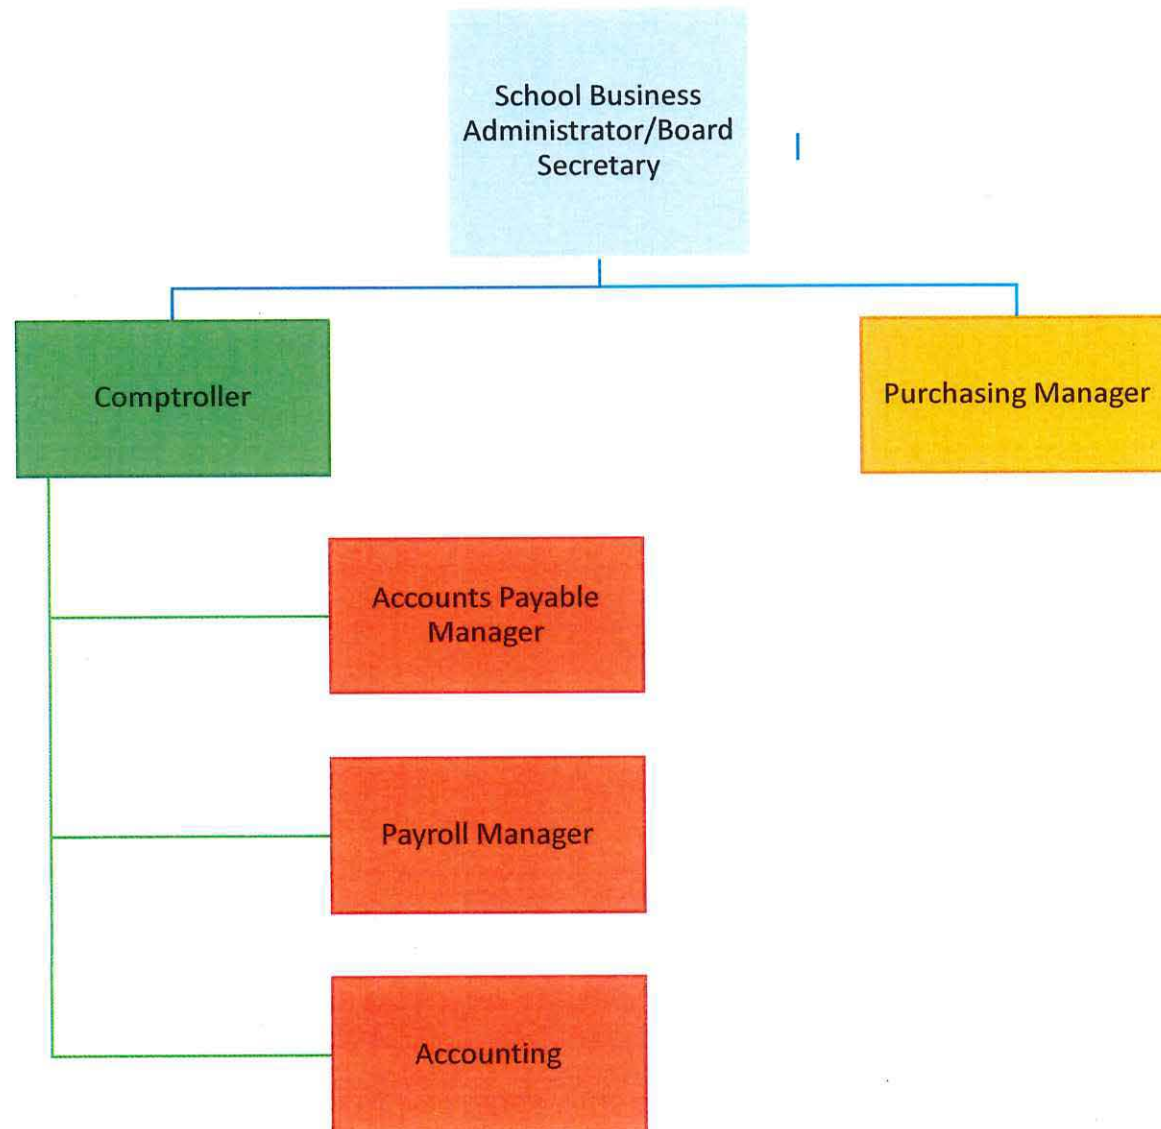 School Business
Administrator/Board
Secretary
Comptroller
Purchasing Manager
Accounts Payable
Manager
Payroll Manager
Accounting